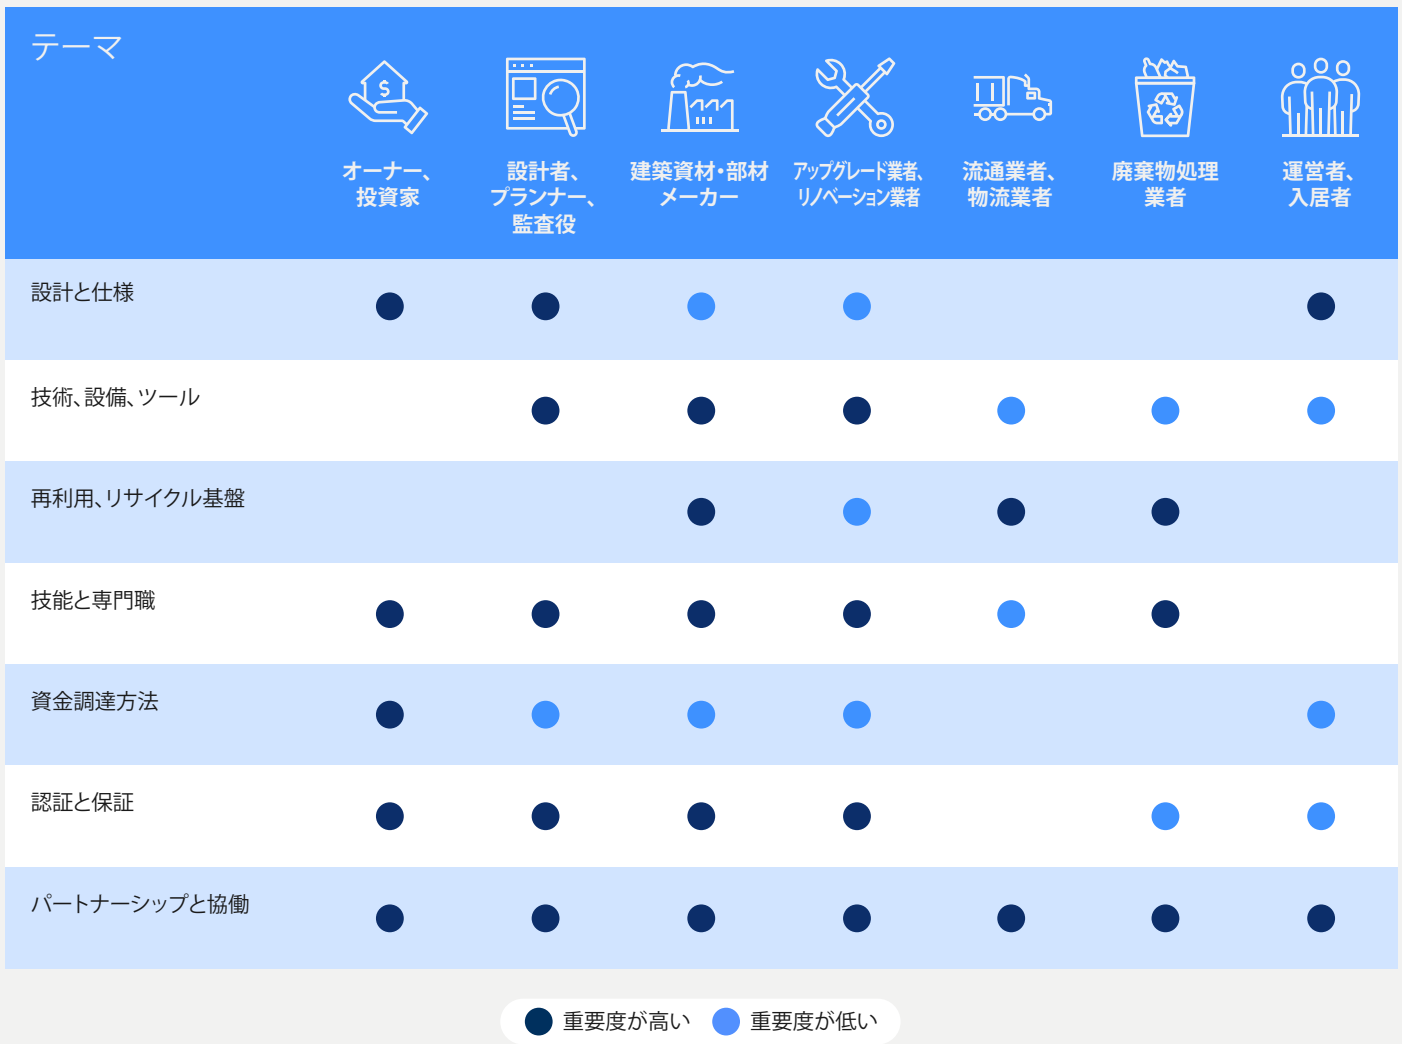 テーマ
$
オーナー、
投資家
設計者、
プランナー、
監査役
建築資材・部材
メーカー
アップグレード業者、
リノベーション業者
流通業者、
物流業者
廃棄物処理
業者
運営者、
入居者
設計と仕様
技術、設備、ツール
再利用、リサイクル基盤
技能と専門職
資金調達方法
認証と保証
パートナーシップと協働
重要度が高い
重要度が低い